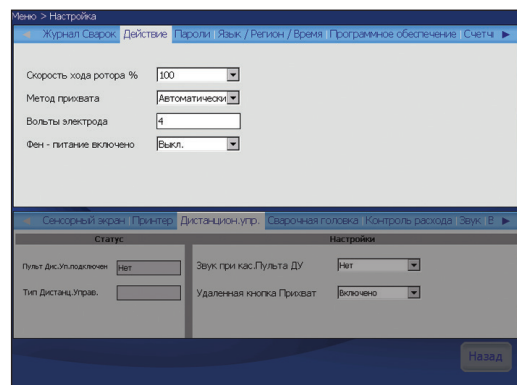 Меню > Настройка
Журнал Сварок Действие Пароли Язык / Регион / Время Программное обеспечение Счетч
Скорость хода ротора % 100
Метод прихвата Автоматически
Вольты электрода 4
Фен - питание включено Выкл.
Сенсорный экран Принтер Дистанцион.упр. Сварочная головка Контроль расхода Звук В
Статус Настройки
Пульт Дис.Уп.подключен Нет Звук при кас.Пульта ДУ Нет
Тип Дистанц.Управ. Удаленная кнопка Прихват Включено
Назад